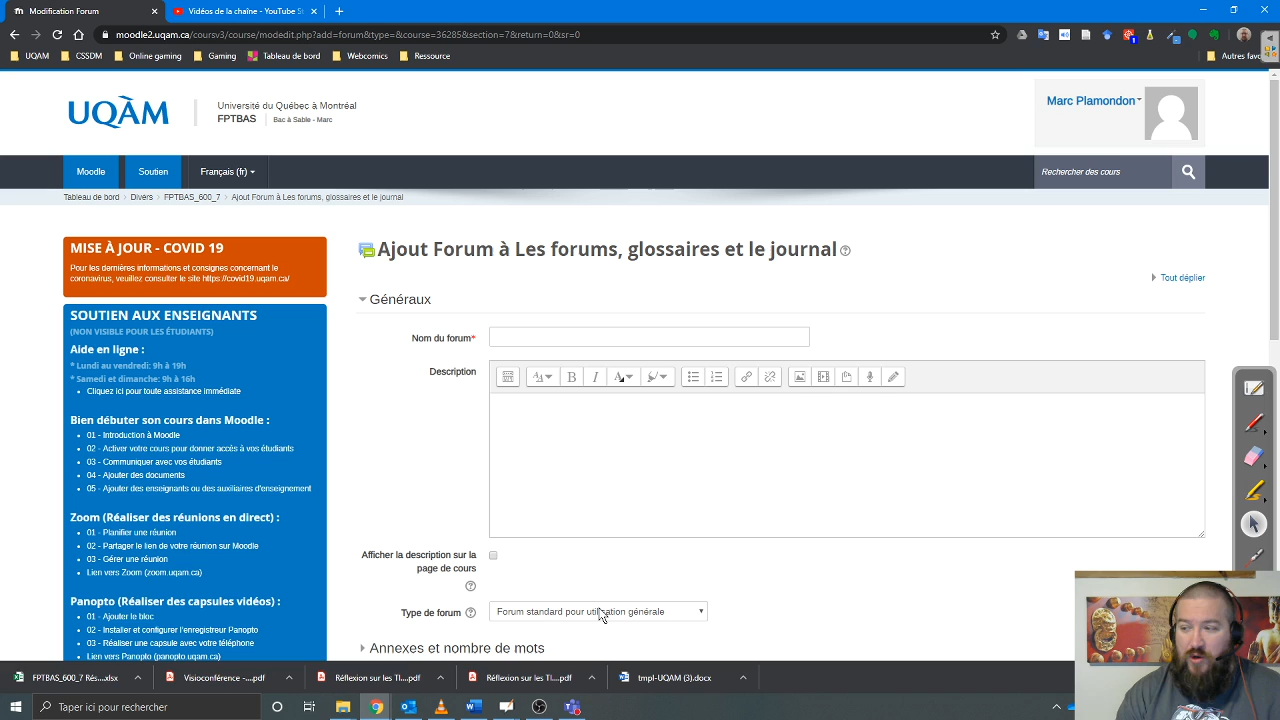 Modification Forum
Vidéos de la chaîne - YouTube St
moodle2.uqam.ca/coursv3/course/modedit.php?add=forum&type=&course=36285&section=7&return=0&sr=0
UQAM
CSSDM
Online gaming
Gaming
Tableau de bord
Webcomics
Ressource
Autres favo
UQÀM
Université du Québec à Montréal
FPTBAS
Bac à Sable - Marc
Marc Plamondon
Moodle
Soutien
Français (fr)
Rechercher des cours
Tableau de bord
Divers
FPTBAS_600_7
Ajout Forum à Les forums, glossaires et le journal
MISE À JOUR - COVID 19
Pour les dernières informations et consignes concernant le
coronavirus, veuillez consulter le site https://covid19.uqam.ca/
SOUTIEN AUX ENSEIGNANTS
(NON VISIBLE POUR LES ÉTUDIANTS)
Aide en ligne :
* Lundi au vendredi: 9h à 19h
* Samedi et dimanche: 9h à 16h
Cliquez ici pour toute assistance immédiate
Bien débuter son cours dans Moodle :
01 - Introduction à Moodle
02 - Activer votre cours pour donner accès à vos étudiants
03 - Communiquer avec vos étudiants
04 - Ajouter des documents
05 - Ajouter des enseignants ou des auxiliaires d'enseignement
Zoom (Réaliser des réunions en direct) :
01 - Planifier une réunion
02 - Partager le lien de votre réunion sur Moodle
03 - Gérer une réunion
Lien vers Zoom (zoom.uqam.ca)
Panopto (Réaliser des capsules vidéos) :
01 - Ajouter le bloc
02 - Installer et configurer l'enregistreur Panopto
03 - Réaliser une capsule avec votre téléphone
Lien vers Panopto (panopto.uqam.ca)
Ajout Forum à Les forums, glossaires et le journal
Tout déplier
Généraux
Nom du forum*
Description
Afficher la description sur la
page de cours
Type de forum
Forum standard pour utilisation générale
Annexes et nombre de mots
FPTBAS_600_7 Rés....xlsx
Visioconférence -....pdf
Réflexion sur les TI....pdf
Réflexion sur les TI....pdf
tmpl-UQAM (3).docx
Taper ici pour rechercher